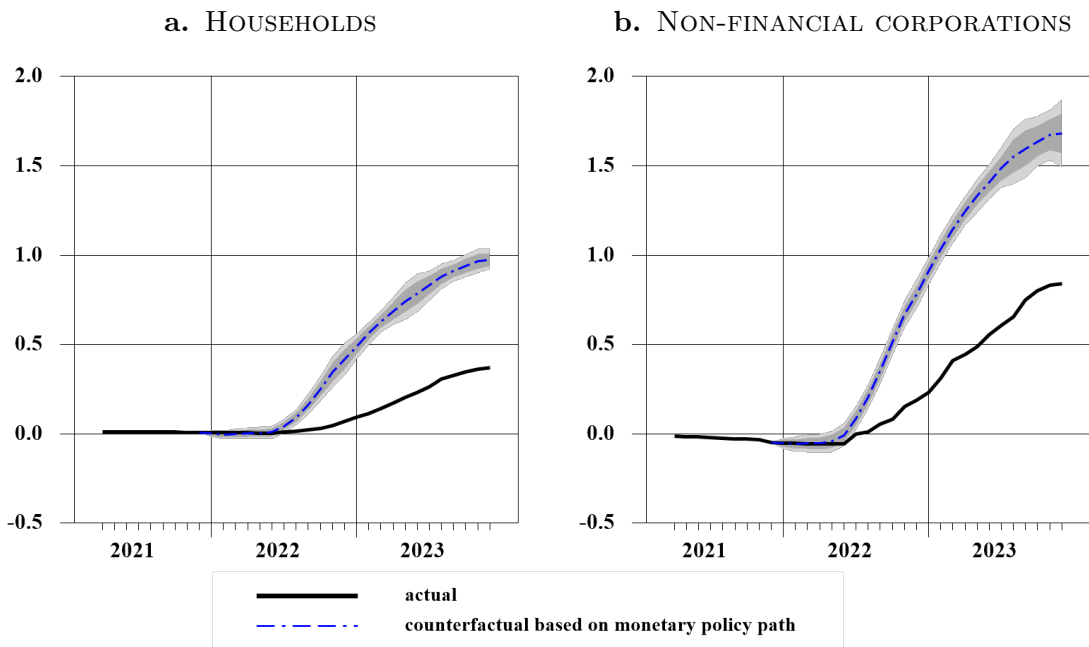 a. HOUSEHOLDS
2.0
1.5
1.0
0.5
0.0
-0.5
2021 2022 2023
b. NON-FINANCIAL CORPORATIONS
2.0
1.5
1.0
0.5
0.0
-0.5
2021 2022 2023
actual
counterfactual based on monetary policy path